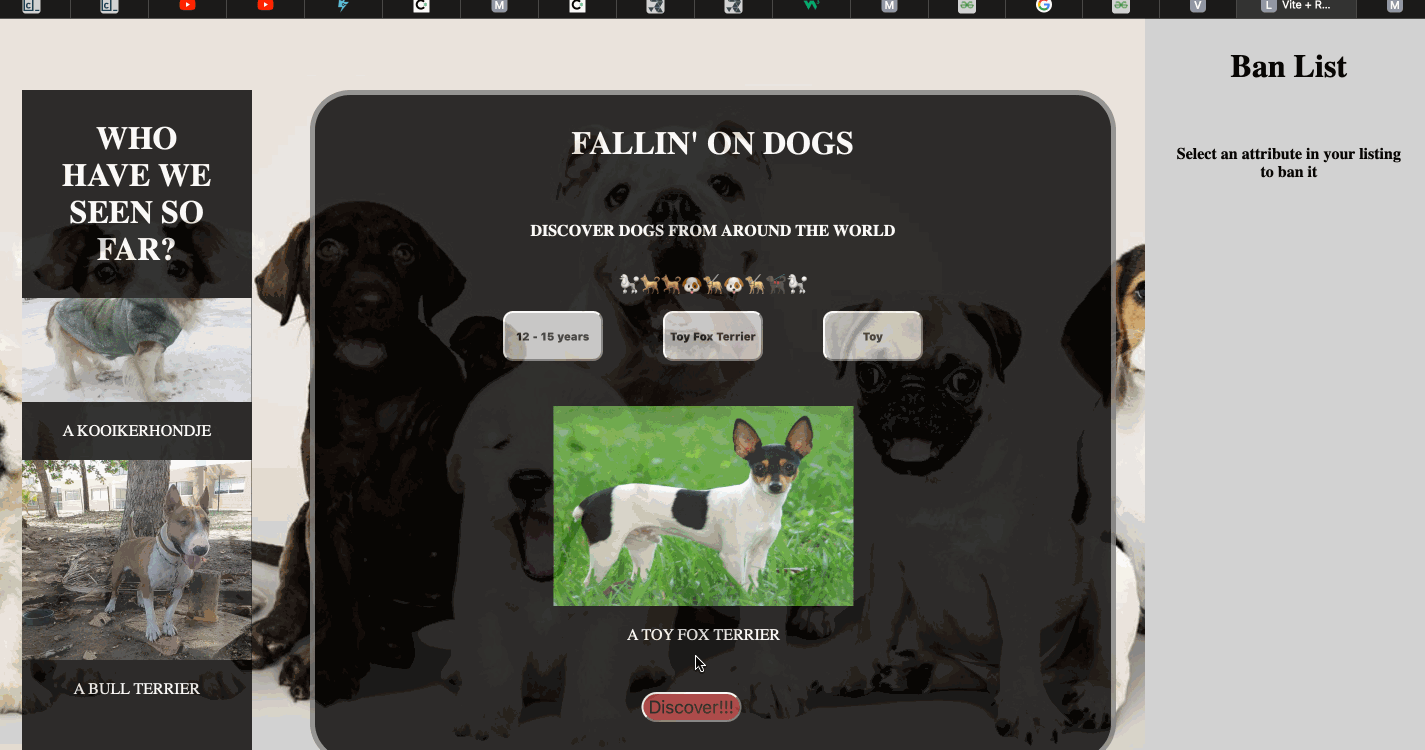 Vite + R...
WHO
HAVE WE
SEEN SO
FAR?
A KOOIKERHONDJE
A BULL TERRIER
FALLIN' ON DOGS
DISCOVER DOGS FROM AROUND THE WORLD
12 - 15 years
Toy Fox Terrier
Toy
A TOY FOX TERRIER
Discover!!!
Ban List
Select an attribute in your listing
to ban it